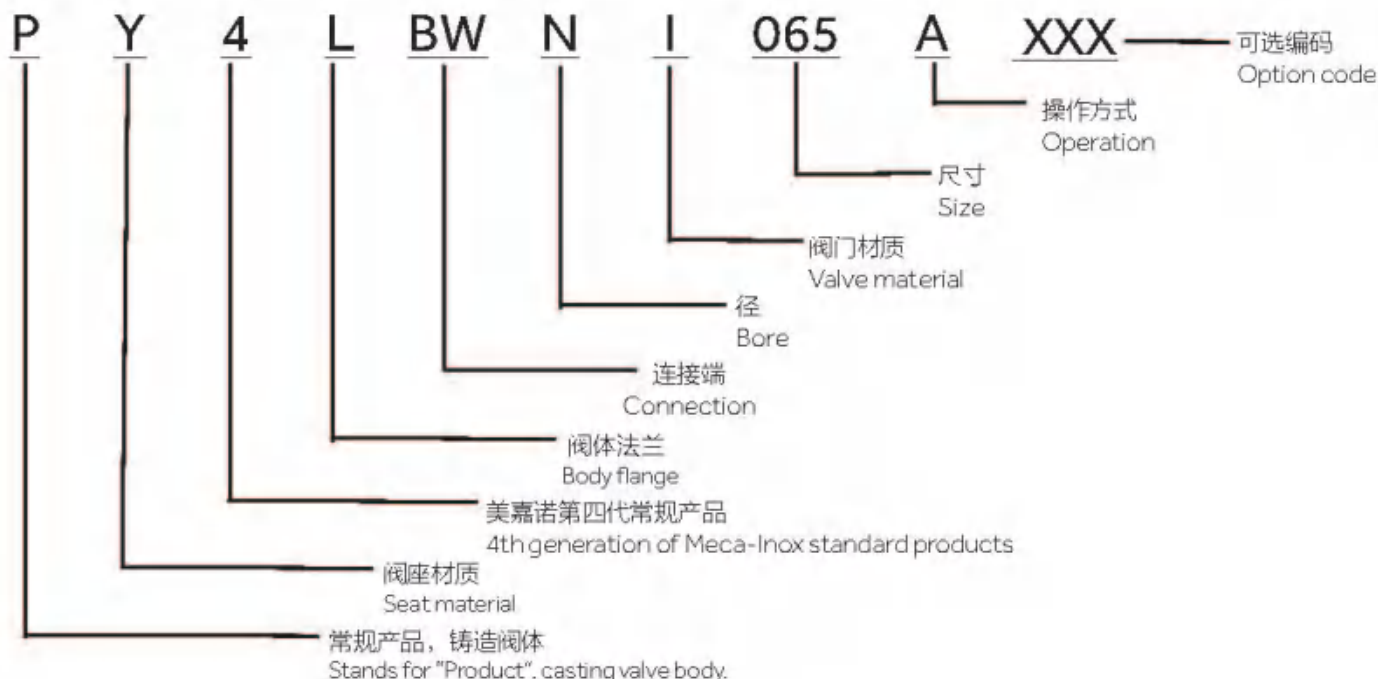 P Y 4 L BW N I 065 A XXX
可选编码
Option code
操作方式
Operation
尺寸
Size
阀门材质
Valve material
径
Bore
连接端
Connection
阀体法兰
Body flange
美嘉诺第四代常规产品
4th generation of Meca-Inox standard products
阀座材质
Seat material
常规产品，铸造阀体
Stands for "Product", casting valve body.